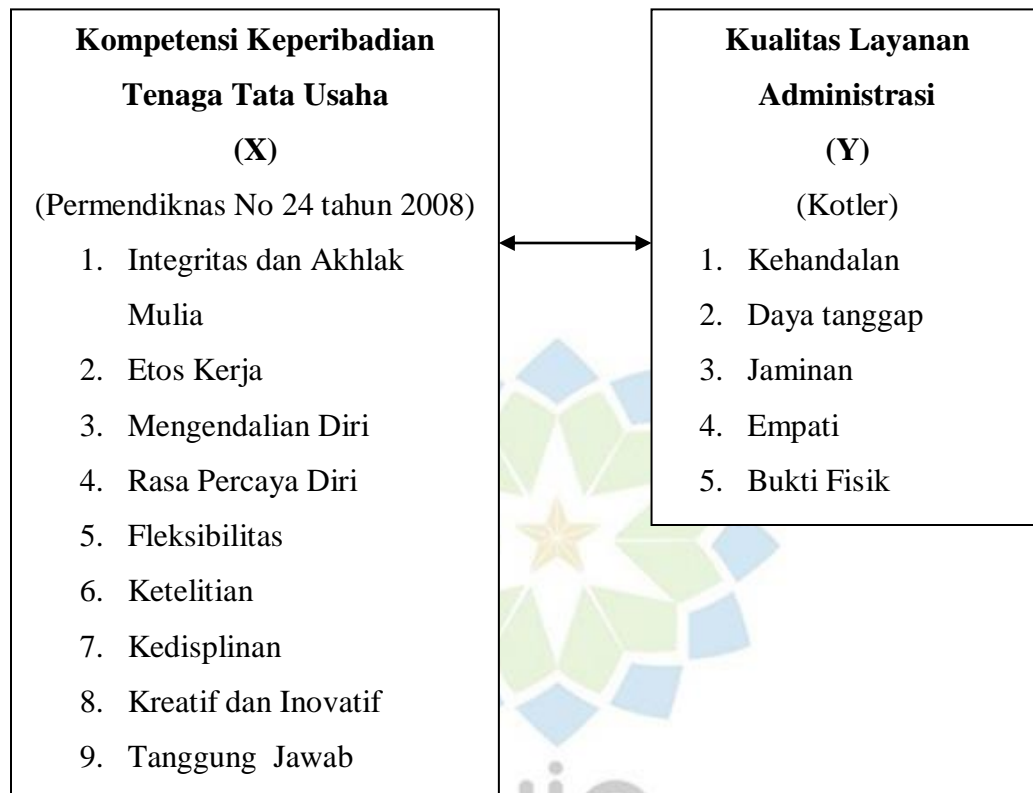 Kompetensi Keperibadian
Tenaga Tata Usaha
(X)
(Permendiknas No 24 tahun 2008)
1. Integritas dan Akhlak
Mulia
2. Etos Kerja
3. Mengendalian Diri
4. Rasa Percaya Diri
5. Fleksibilitas
6. Ketelitian
7. Kedisplinan
8. Kreatif dan Inovatif
9. Tanggung Jawab
Kualitas Layanan
Administrasi
(Y)
(Kotler)
1. Kehandalan
2. Daya tanggap
3. Jaminan
4. Empati
5. Bukti Fisik